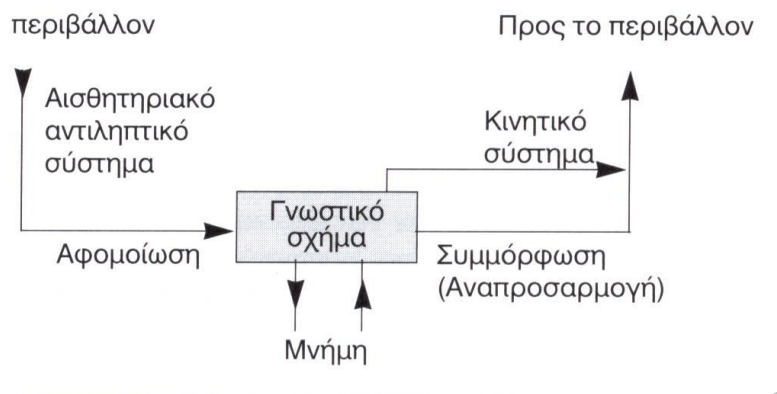 περιβάλλον
Προς το περιβάλλον
Αισθητηριακό
αντιληπτικό
σύστημα
Κινητικό
σύστημα
Γνωστικό
σχήμα
Αφομοίωση
Συμμόρφωση
(Αναπροσαρμογή)
Μνήμη